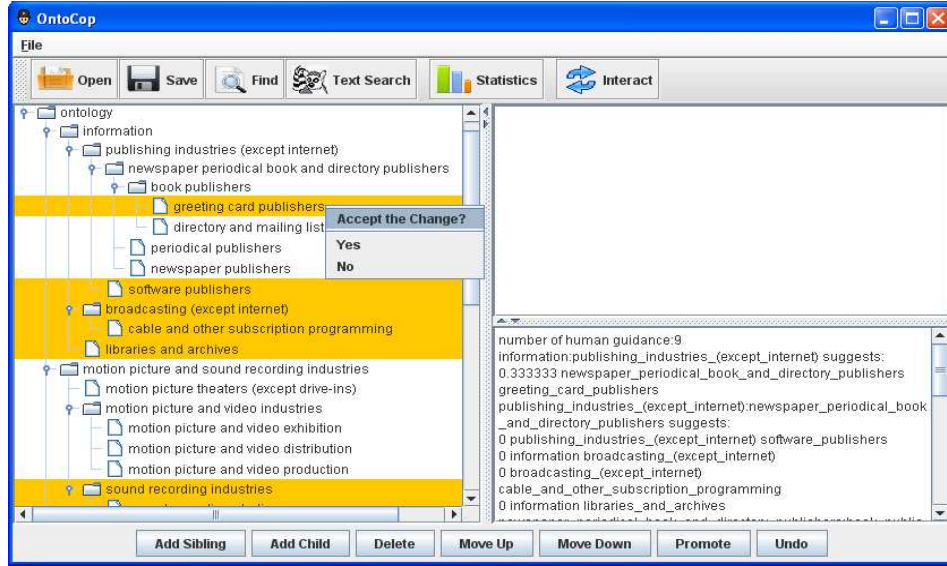 OntoCop
File
Open Save Find Text Search Statistics Interact
ontology
information
publishing industries (except internet)
newspaper periodical book and directory publishers
book publishers
greeting card publishers
directory and mailing list
periodical publishers
newspaper publishers
software publishers
broadcasting (except internet)
cable and other subscription programming
libraries and archives
motion picture and sound recording industries
motion picture theaters (except drive-ins)
motion picture and video industries
motion picture and video exhibition
motion picture and video distribution
motion picture and video production
sound recording industries
Accept the Change?
Yes
No
number of human guidance:9
information:publishing_industries_(except_internet) suggests:
0.333333 newspaper_periodical_book_and_directory_publishers
greeting_card_publishers
publishing_industries_(except_internet):newspaper_periodical_book
_and_directory_publishers suggests:
0 publishing_industries_(except_internet) software_publishers
0 information broadcasting_(except_internet)
0 broadcasting_(except_internet)
cable_and_other_subscription_programming
0 information libraries_and_archives
newspaper_periodical_book_and_directory_publishers:book_public
Add Sibling Add Child Delete Move Up Move Down Promote Undo